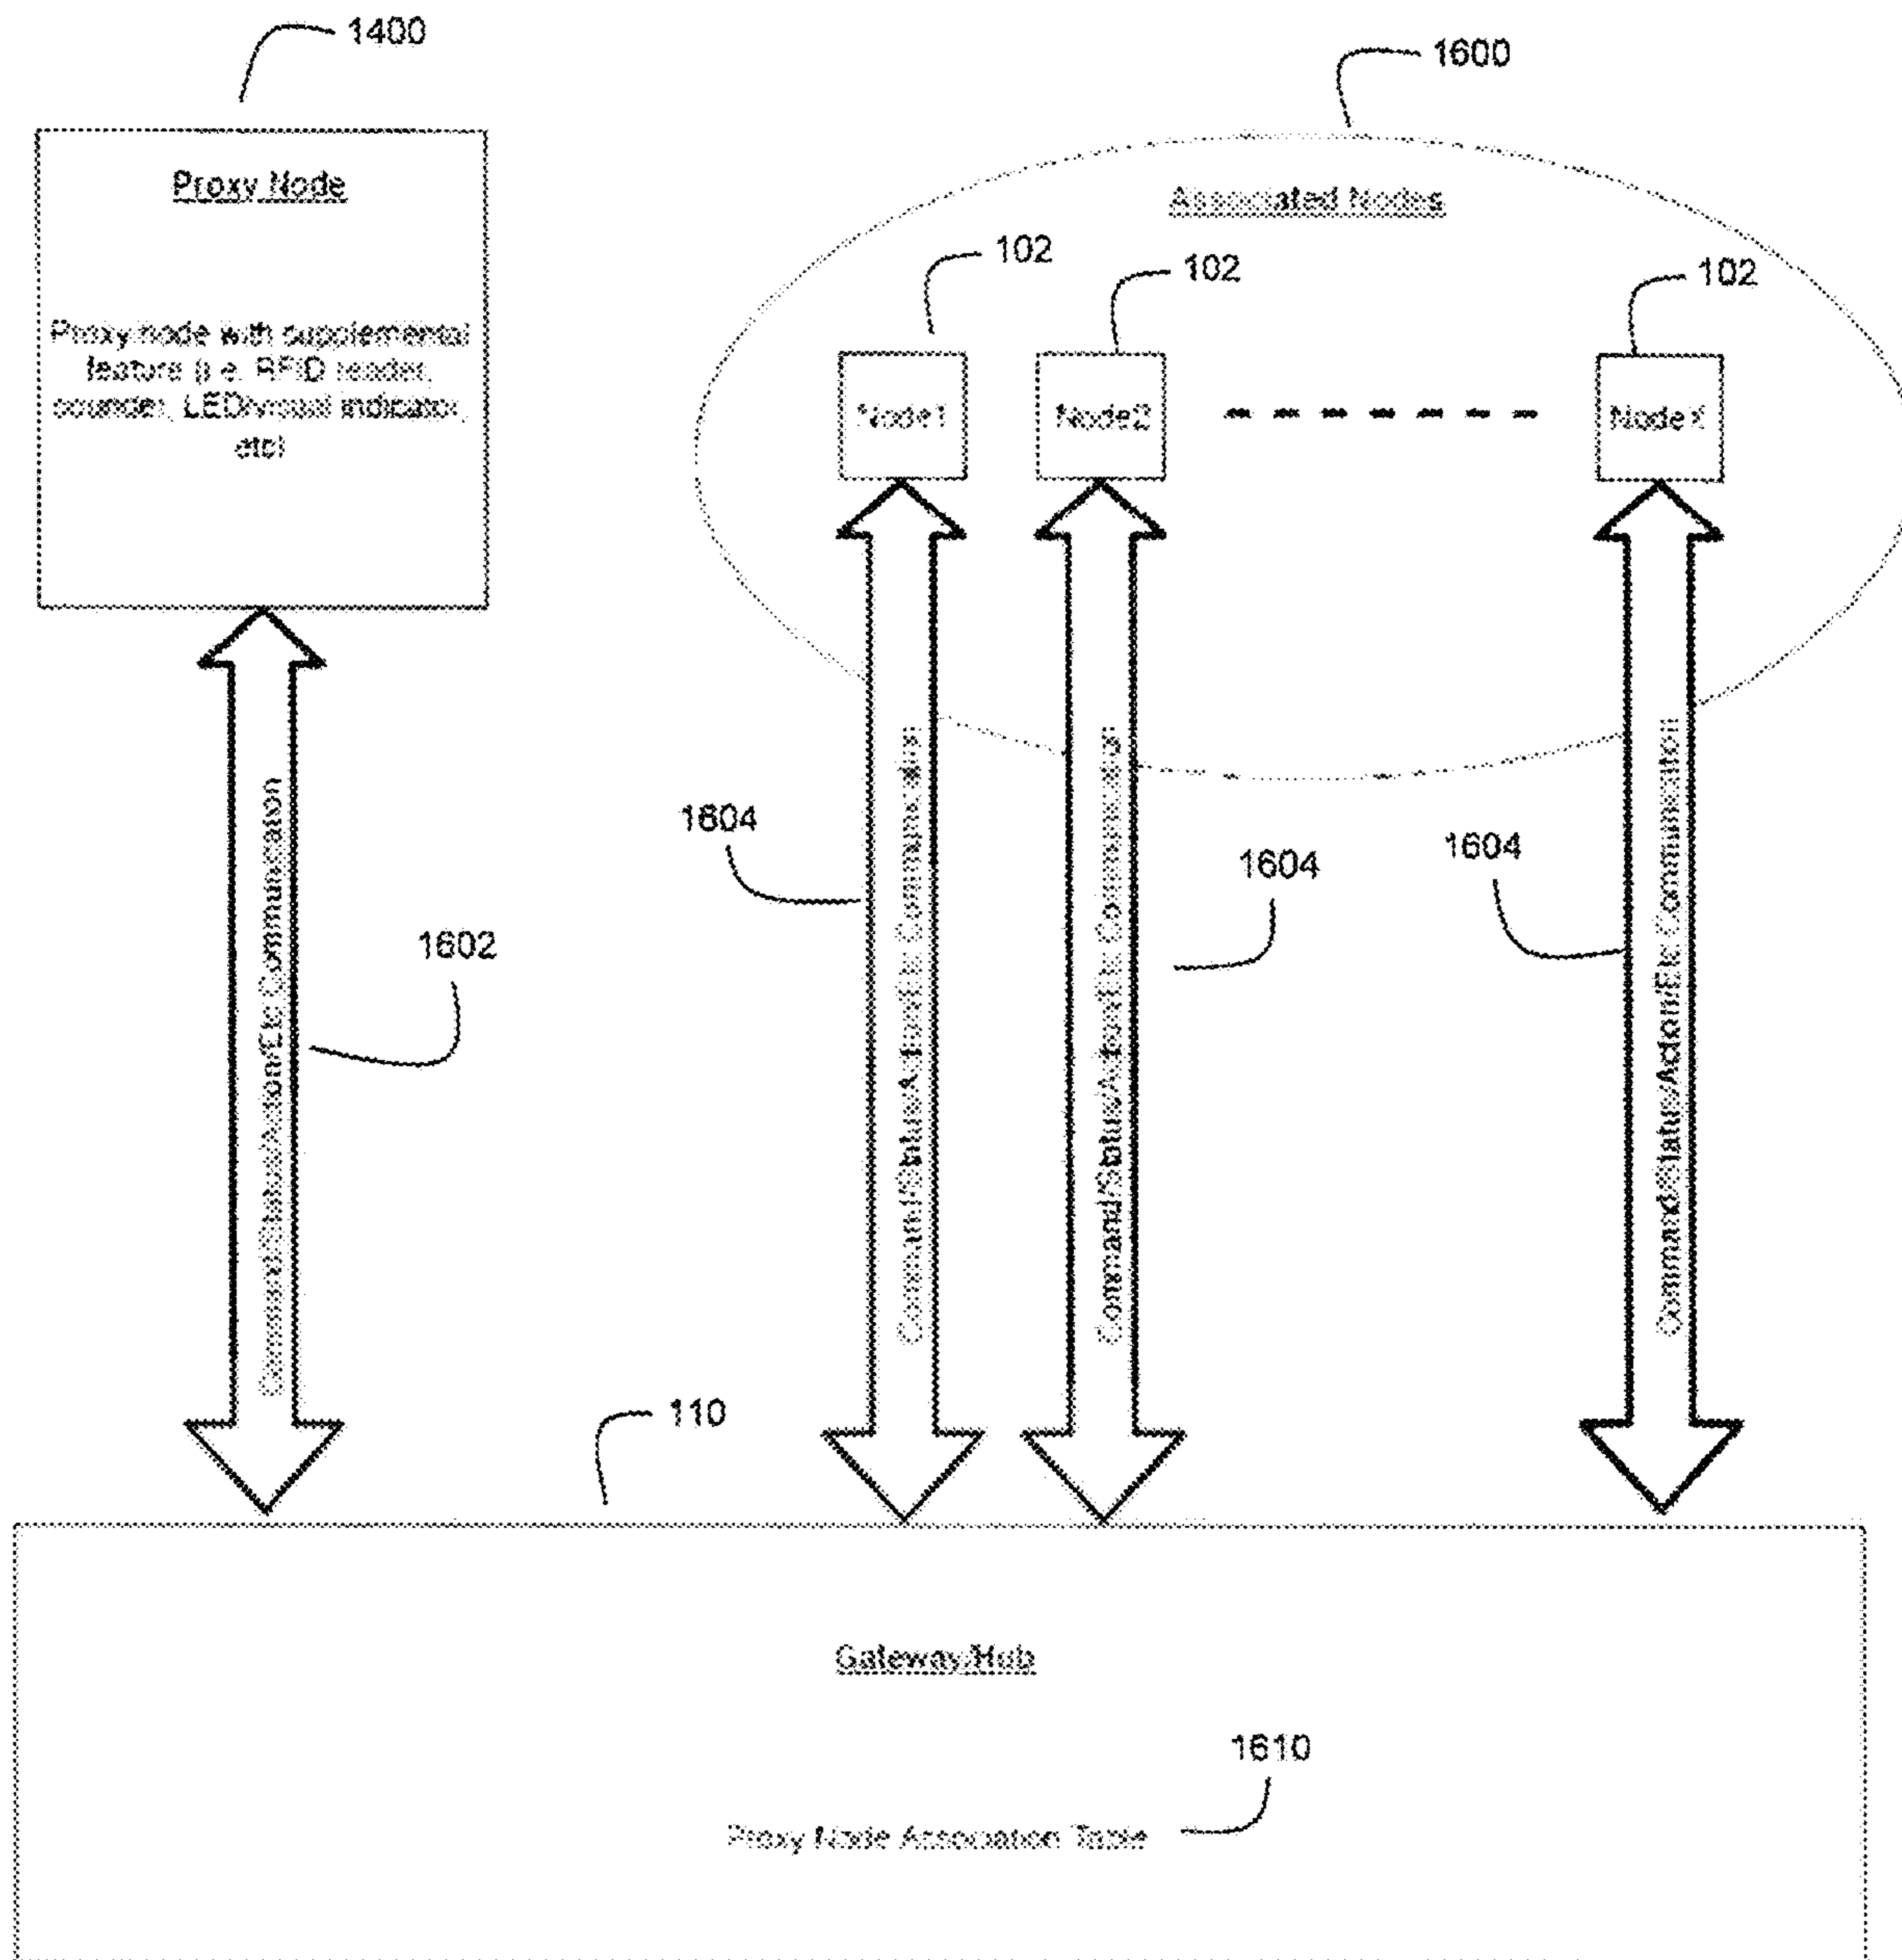 1400
1600
Proxy Node
Associated Nodes
Proxy node with supplemental
feature (i.e. RFID reader,
sounder, LED/visual indicator,
etc)
102
102
102
Node1
Node2
NodeX
Command/Status/Action/Etc Communication
1602
Command/Status/Action/Etc Communication
1604
Command/Status/Action/Etc Communication
1604
Command/Status/Action/Etc Communication
1604
110
Gateway/Hub
1610
Proxy Node Association Table